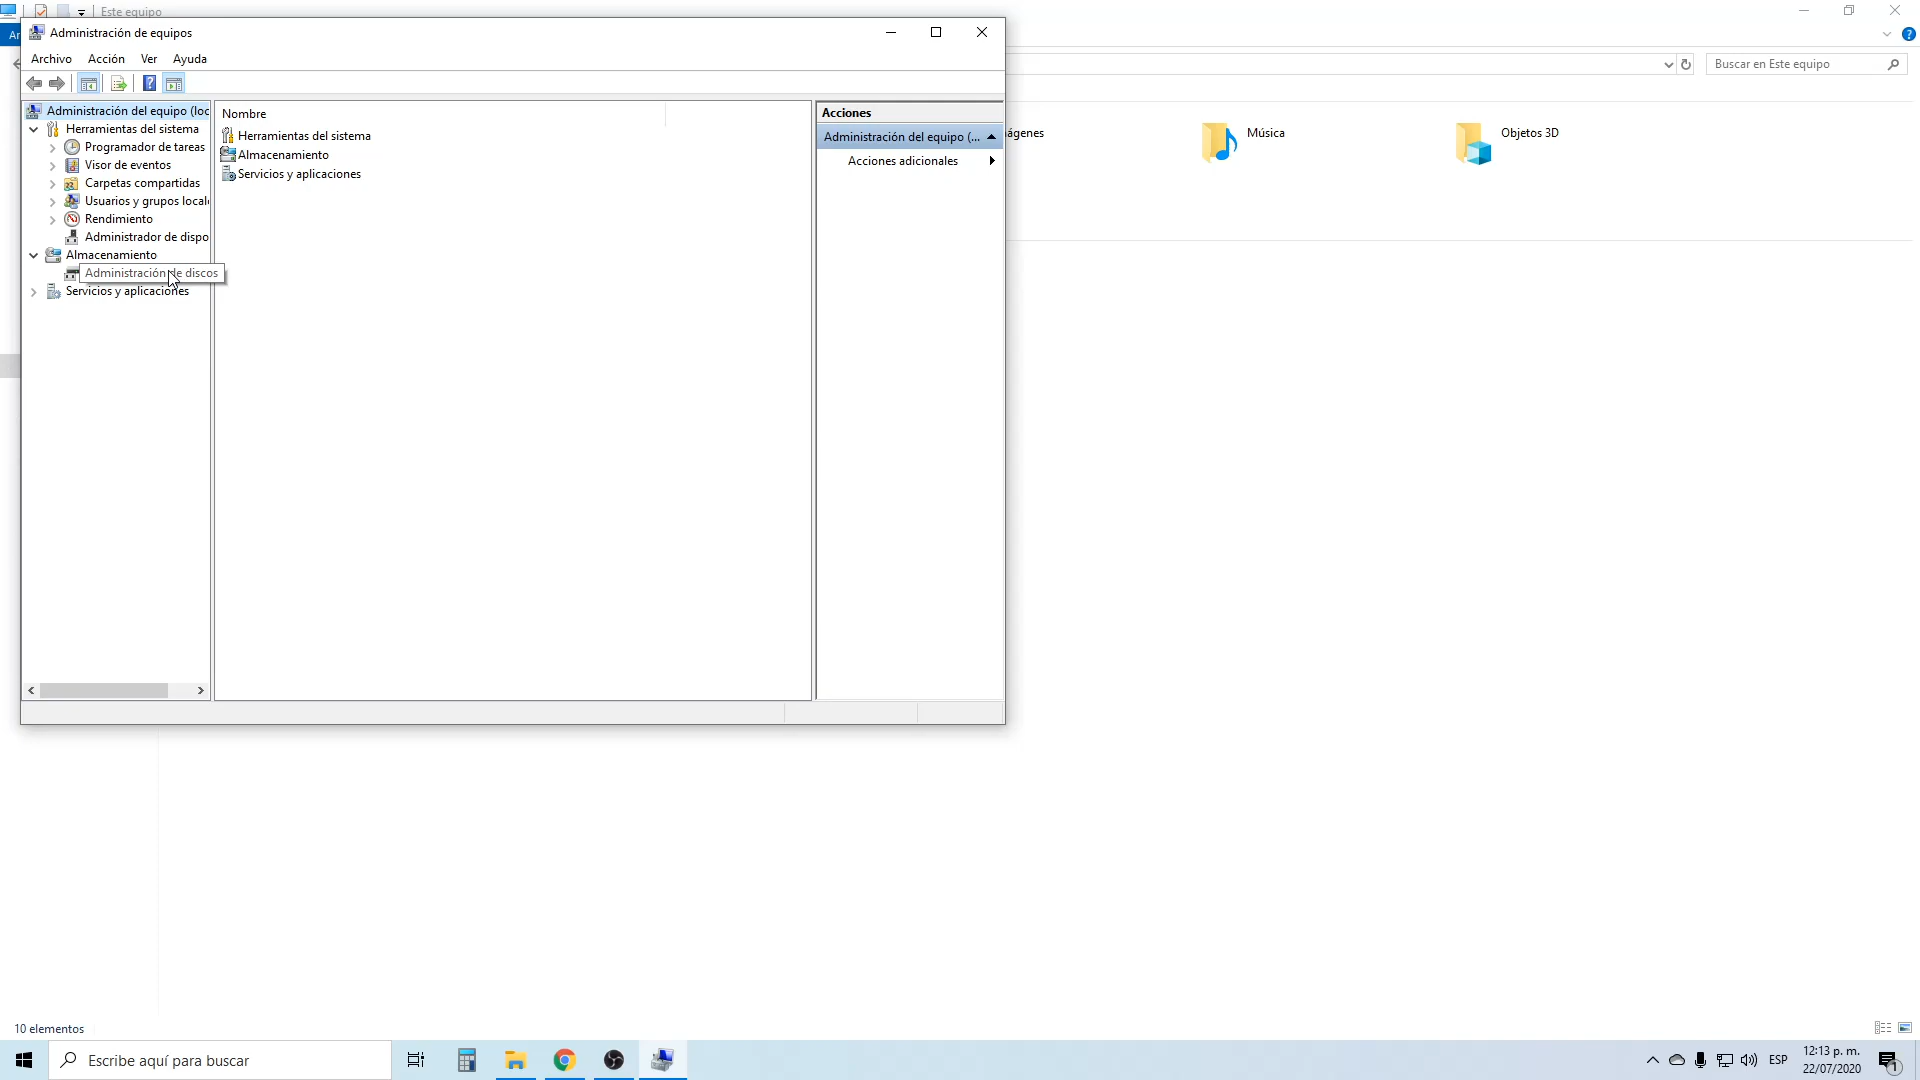 Este equipo
Ar
Administración de equipos
Archivo Acción Ver Ayuda
Buscar en Este equipo
Administración del equipo (loc
Herramientas del sistema
Programador de tareas
Visor de eventos
Carpetas compartidas
Usuarios y grupos local
Rendimiento
Administrador de dispo
Almacenamiento
Administración de discos
Servicios y aplicaciones
Nombre
Herramientas del sistema
Almacenamiento
Servicios y aplicaciones
Acciones
Administración del equipo (...
Acciones adicionales
ágenes
Música
Objetos 3D
10 elementos
Escribe aquí para buscar
ESP
12:13 p. m.
22/07/2020
1